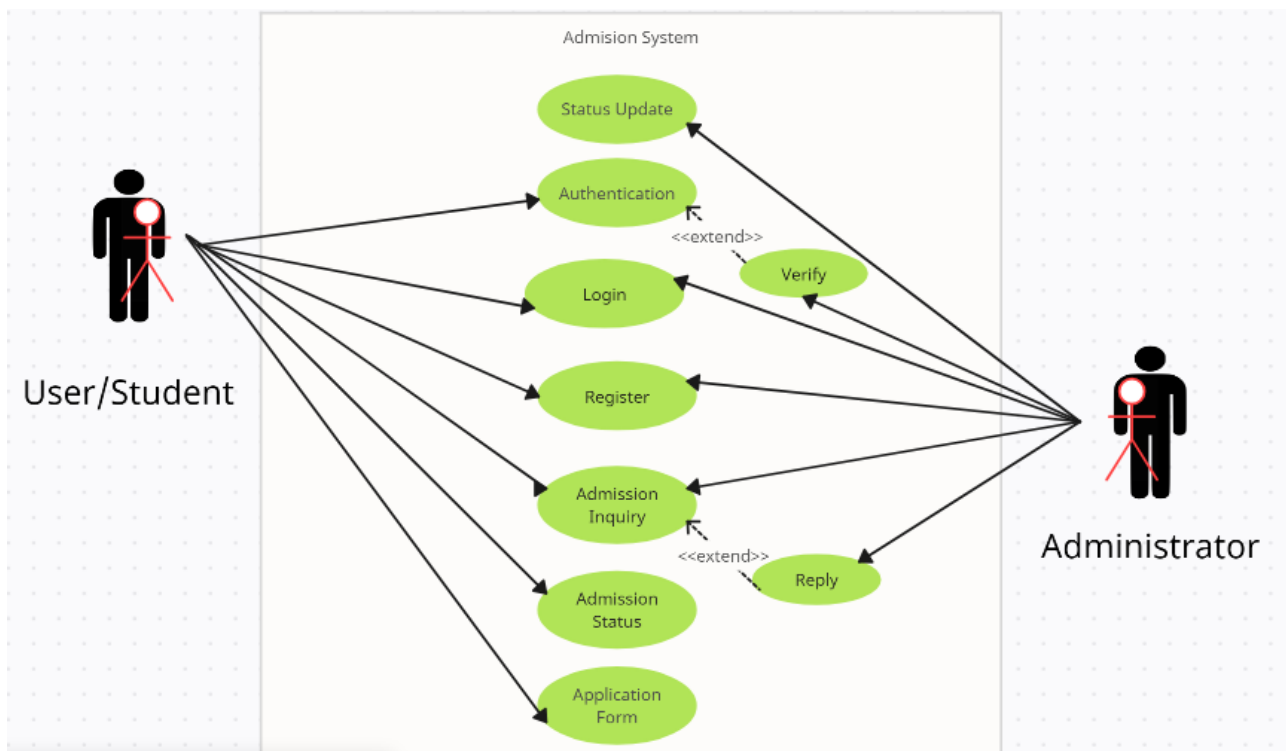 Admision System
Status Update
Authentication
<<extend>>
Verify
Login
User/Student
Register
Admission
Inquiry
Administrator
<<extend>>
Reply
Admission
Status
Application
Form